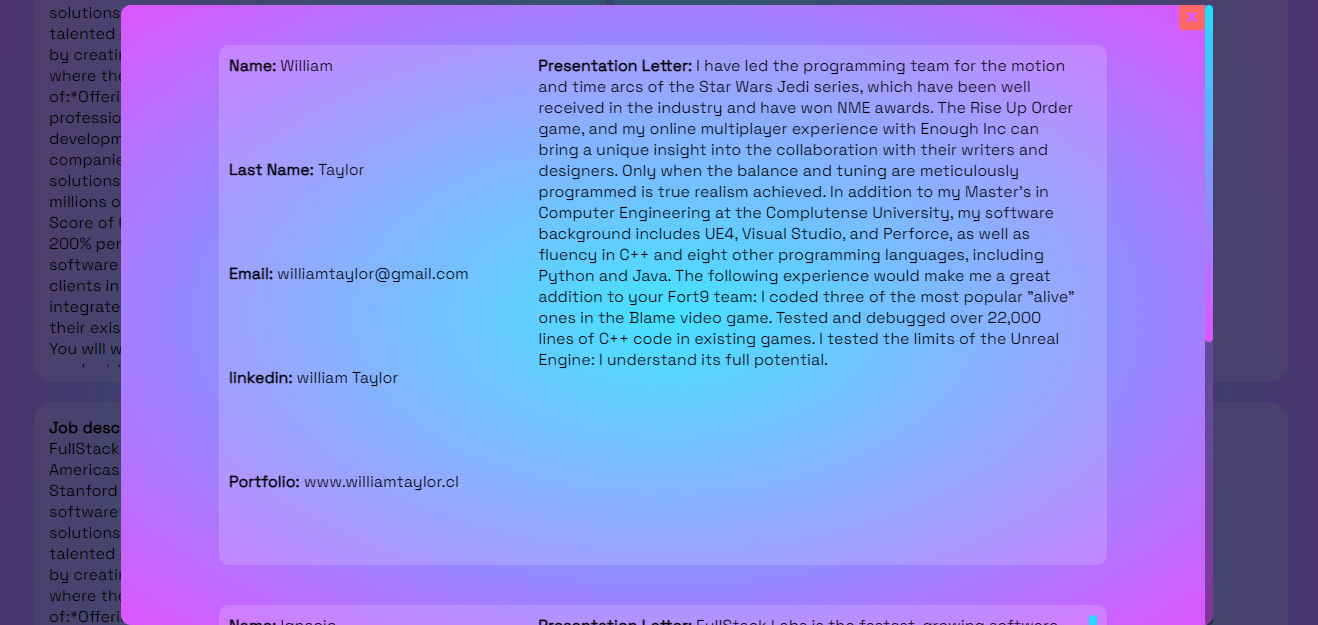 solutions
talented
by creati
where the
of:*Offeri
professio
developm
companie
solutions
millions o
Score of
200% per
software
clients in
integrate
their exis
You will w
Job desc
FullStack
Americas
Stanford
software
solutions
talented
by creati
where the
of:*Offeri
X
Name: William
Last Name: Taylor
Email: williamtaylor@gmail.com
linkedin: william Taylor
Portfolio: www.williamtaylor.cl
Presentation Letter: I have led the programming team for the motion
and time arcs of the Star Wars Jedi series, which have been well
received in the industry and have won NME awards. The Rise Up Order
game, and my online multiplayer experience with Enough Inc can
bring a unique insight into the collaboration with their writers and
designers. Only when the balance and tuning are meticulously
programmed is true realism achieved. In addition to my Master's in
Computer Engineering at the Complutense University, my software
background includes UE4, Visual Studio, and Perforce, as well as
fluency in C++ and eight other programming languages, including
Python and Java. The following experience would make me a great
addition to your Fort9 team: I coded three of the most popular "alive"
ones in the Blame video game. Tested and debugged over 22,000
lines of C++ code in existing games. I tested the limits of the Unreal
Engine: I understand its full potential.
Name: Ignacio
Presentation Letter: FullStack Labs is the fastest-growing software